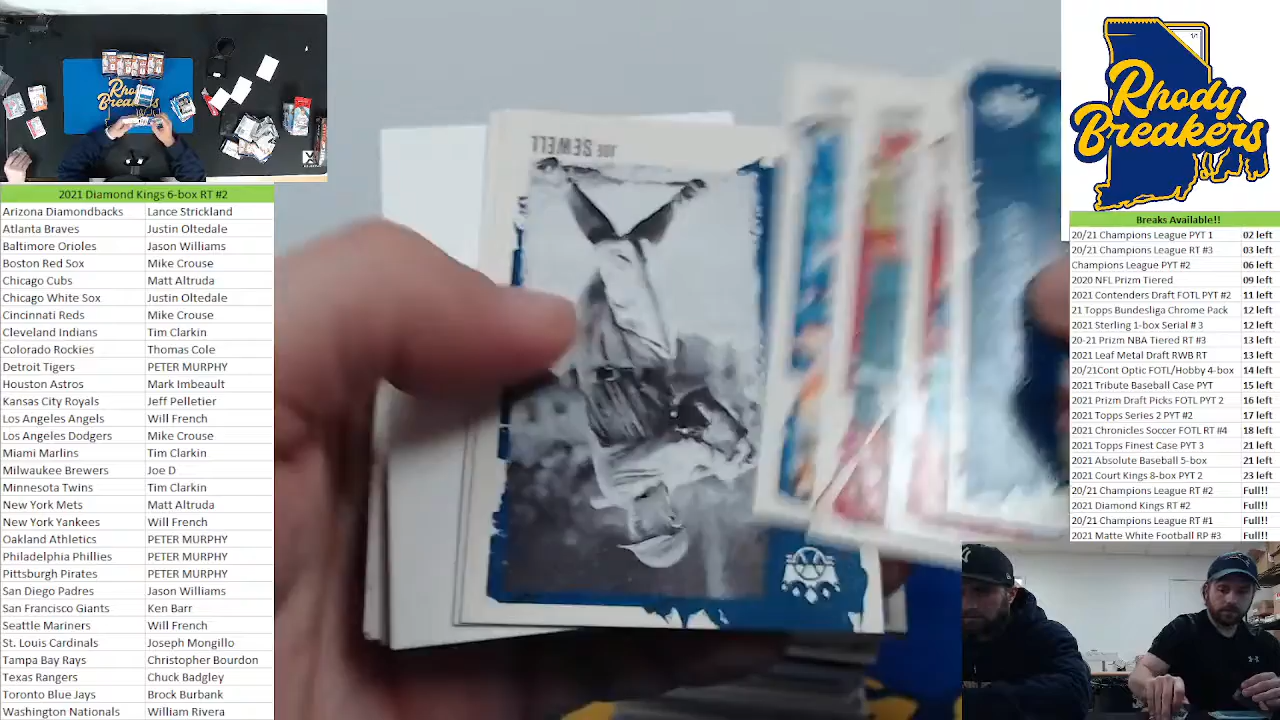 2021 Diamond Kings 6-box RT #2
Arizona Diamondbacks Lance Strickland
Atlanta Braves Justin Oltedale
Baltimore Orioles Jason Williams
Boston Red Sox Mike Crouse
Chicago Cubs Matt Altruda
Chicago White Sox Justin Oltedale
Cincinnati Reds Mike Crouse
Cleveland Indians Tim Clarkin
Colorado Rockies Thomas Cole
Detroit Tigers PETER MURPHY
Houston Astros Mark Imbeault
Kansas City Royals Jeff Pelletier
Los Angeles Angels Will French
Los Angeles Dodgers Mike Crouse
Miami Marlins Tim Clarkin
Milwaukee Brewers Joe D
Minnesota Twins Tim Clarkin
New York Mets Matt Altruda
New York Yankees Will French
Oakland Athletics PETER MURPHY
Philadelphia Phillies PETER MURPHY
Pittsburgh Pirates PETER MURPHY
San Diego Padres Jason Williams
San Francisco Giants Ken Barr
Seattle Mariners Will French
St. Louis Cardinals Joseph Mongillo
Tampa Bay Rays Christopher Bourdon
Texas Rangers Chuck Badgley
Toronto Blue Jays Brock Burbank
Washington Nationals William Rivera
Rhody
Breakers
JOE SEWELL
Rhody
Breakers
Breaks Available!!
20/21 Champions League PYT 1 02 left
20/21 Champions League RT #3 03 left
Champions League PYT #2 06 left
2020 NFL Prizm Tiered 09 left
2021 Contenders Draft FOTL PYT #2 11 left
21 Topps Bundesliga Chrome Pack 12 left
2021 Sterling 1-box Serial # 3 12 left
20-21 Prizm NBA Tiered RT #3 13 left
2021 Leaf Metal Draft RWB RT 13 left
20/21Cont Optic FOTL/Hobby 4-box 14 left
2021 Tribute Baseball Case PYT 15 left
2021 Prizm Draft Picks FOTL PYT 2 16 left
2021 Topps Series 2 PYT #2 17 left
2021 Chronicles Soccer FOTL RT #4 18 left
2021 Topps Finest Case PYT 3 21 left
2021 Absolute Baseball 5-box 21 left
2021 Court Kings 8-box PYT 2 23 left
20/21 Champions League RT #2 Full!!
2021 Diamond Kings RT #2 Full!!
20/21 Champions League RT #1 Full!!
2021 Matte White Football RP #3 Full!!